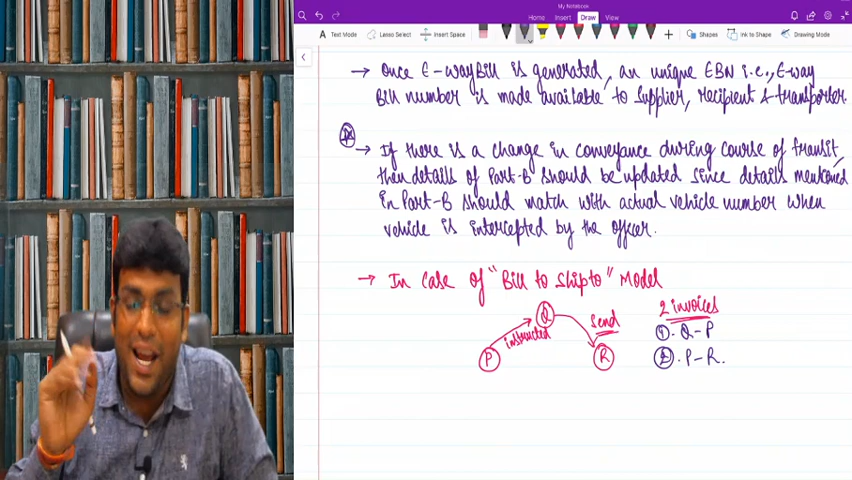 My Notebook
Home Insert Draw View
Text Mode Lasso Select Insert Space Shapes Ink to Shape Drawing Mode
→ Once E-way Bill is generated, an unique EBN i.e., E-way
Bill number is made available to Supplier, Recipient & transporter.
→ If there is a change in conveyance during course of transit,
then details of Part-B should be updated since details mentioned
in Part-B should match with actual vehicle number when
vehicle is intercepted by the officer.
→ In case of "Bill to Ship to" Model
P instructed Q send R
2 invoices
①. Q-P
②. P-R.